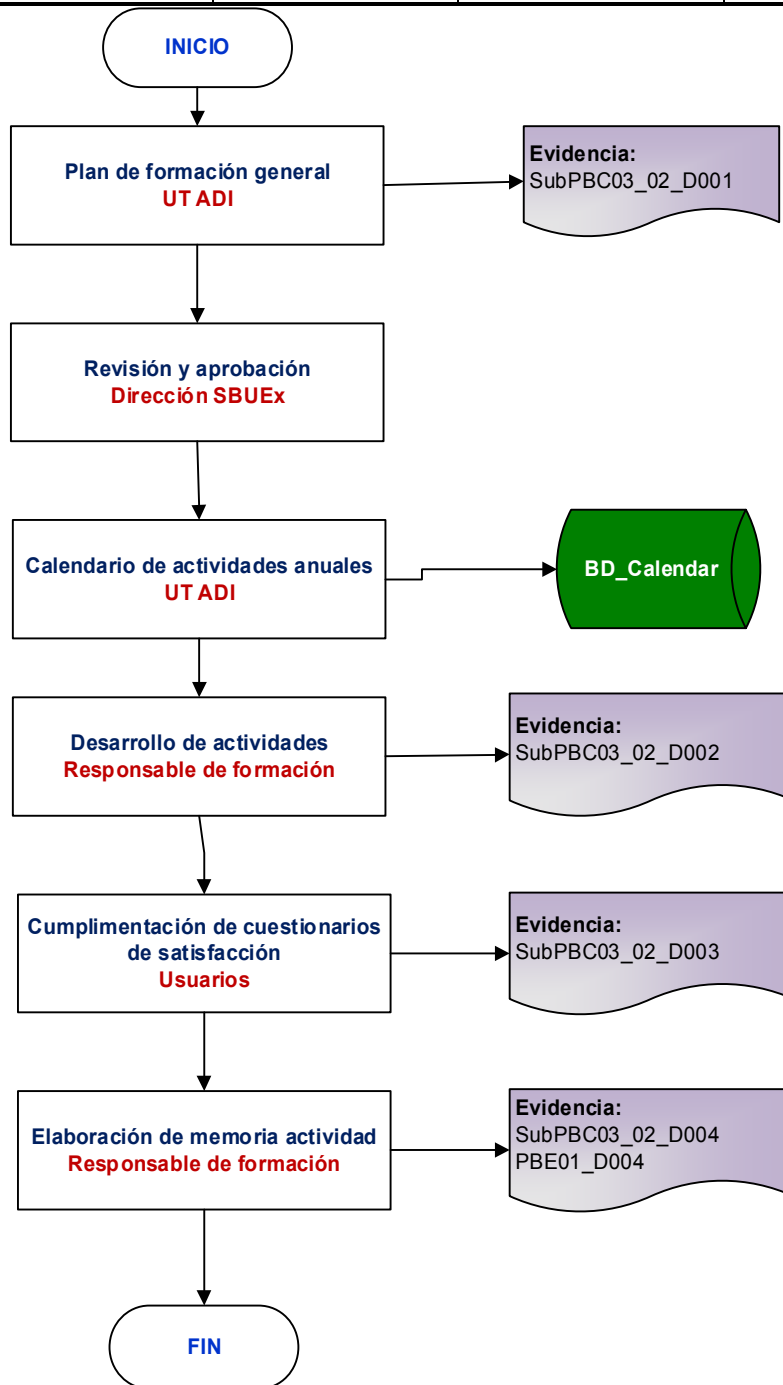 INICIO
Plan de formación general
UT ADI
Evidencia:
SubPBC03_02_D001
Revisión y aprobación
Dirección SBUEx
Calendario de actividades anuales
UT ADI
BD_Calendar
Desarrollo de actividades
Responsable de formación
Evidencia:
SubPBC03_02_D002
Cumplimentación de cuestionarios
de satisfacción
Usuarios
Evidencia:
SubPBC03_02_D003
Elaboración de memoria actividad
Responsable de formación
Evidencia:
SubPBC03_02_D004
PBE01_D004
FIN